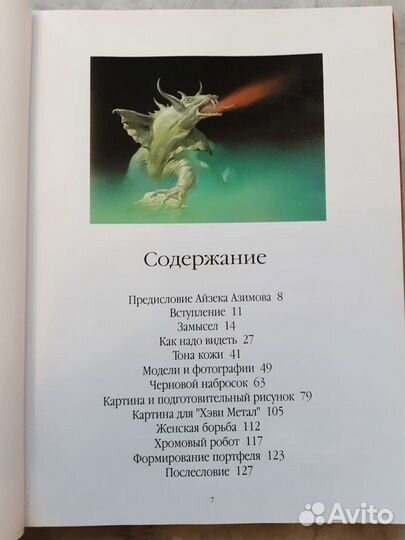 Содержание
Предисловие Айзека Азимова 8
Вступление 11
Замысел 14
Как надо видеть 27
Тона кожи 41
Модели и фотографии 49
Черновой набросок 63
Картина и подготовительный рисунок 79
Картина для "Хэви Метал" 105
Женская борьба 112
Хромовый робот 117
Формирование портфеля 123
Послесловие 127
7
Avito